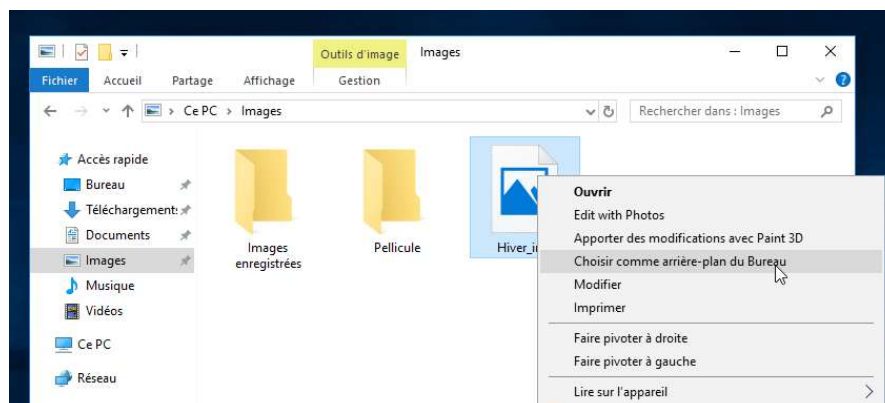 Outils d'image Images
Fichier Accueil Partage Affichage Gestion
Ce PC > Images
Rechercher dans : Images
Accès rapide
Bureau
Téléchargement:
Documents
Images
Musique
Vidéos
Ce PC
Réseau
Images
enregistrées
Pellicule
Hiver_i
Ouvrir
Edit with Photos
Apporter des modifications avec Paint 3D
Choisir comme arrière-plan du Bureau
Modifier
Imprimer
Faire pivoter à droite
Faire pivoter à gauche
Lire sur l'appareil